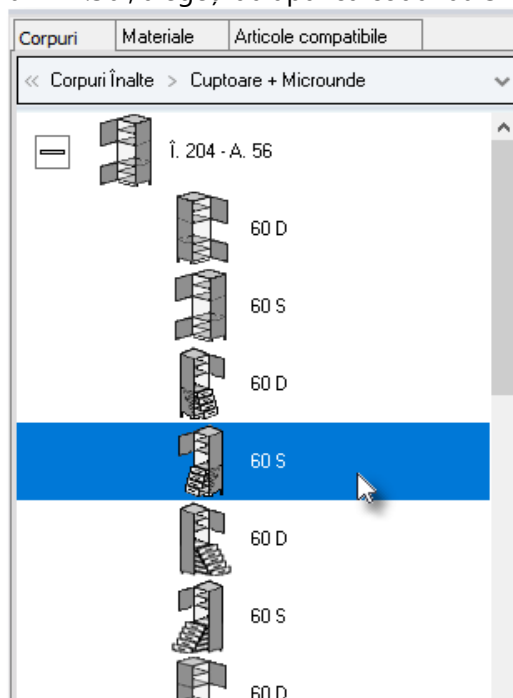 Corpuri Materiale Articole compatibile
« Corpuri Înalte > Cuptoare + Microunde
Î. 204 - A. 56
60 D
60 S
60 D
60 S
60 D
60 S
60 D